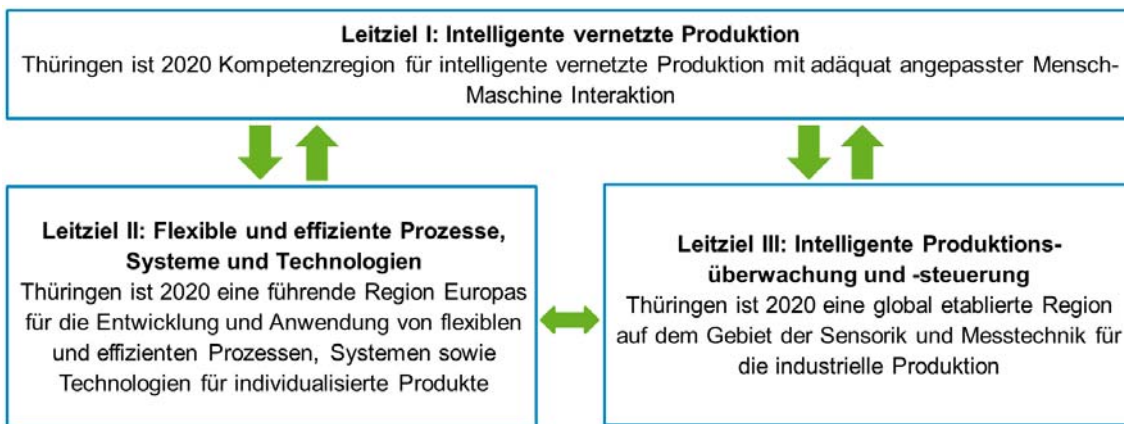 Leitziel I: Intelligente vernetzte Produktion
Thüringen ist 2020 Kompetenzregion für intelligente vernetzte Produktion mit adäquat angepasster Mensch-
Maschine Interaktion
Leitziel II: Flexible und effiziente Prozesse,
Systeme und Technologien
Thüringen ist 2020 eine führende Region Europas
für die Entwicklung und Anwendung von flexiblen
und effizienten Prozessen, Systemen sowie
Technologien für individualisierte Produkte
Leitziel III: Intelligente Produktions-
überwachung und -steuerung
Thüringen ist 2020 eine global etablierte Region
auf dem Gebiet der Sensorik und Messtechnik für
die industrielle Produktion